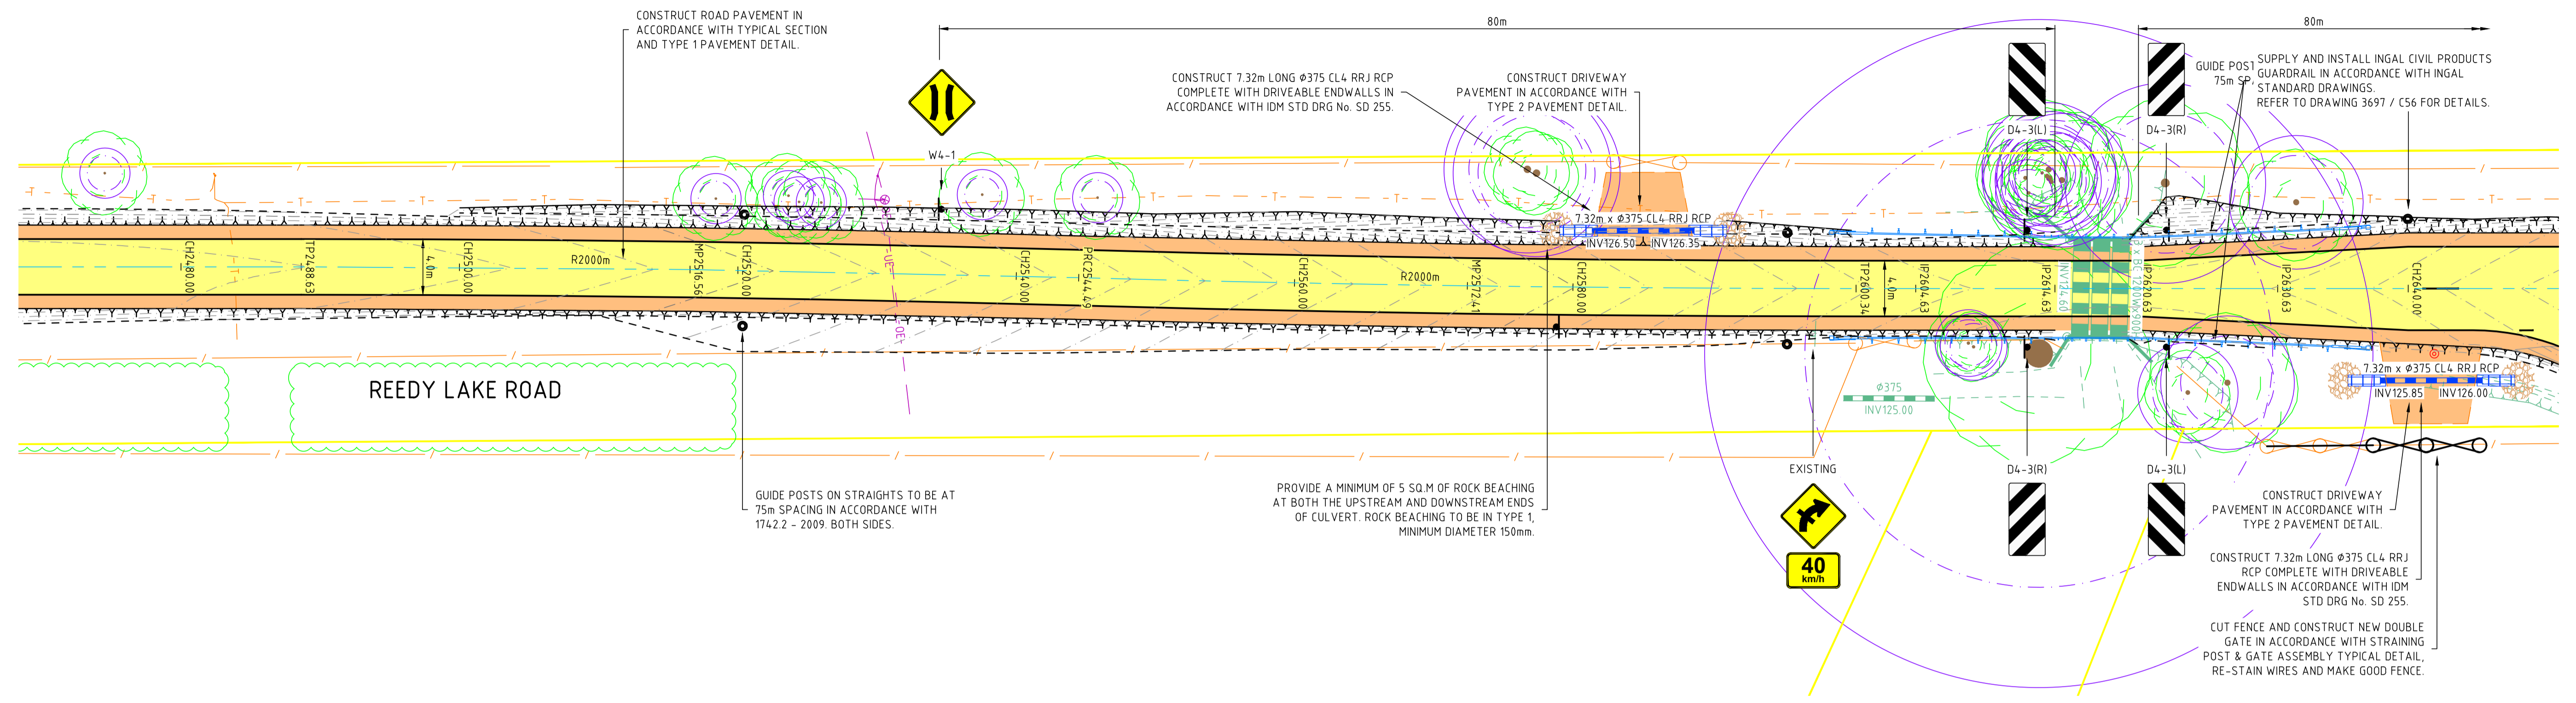 CONSTRUCT ROAD PAVEMENT IN
ACCORDANCE WITH TYPICAL SECTION
AND TYPE 1 PAVEMENT DETAIL.
80m
80m
CONSTRUCT 7.32m LONG Ø375 CL4 RRJ RCP
COMPLETE WITH DRIVEABLE ENDWALLS IN
ACCORDANCE WITH IDM STD DRG No. SD 255.
CONSTRUCT DRIVEWAY
PAVEMENT IN ACCORDANCE WITH
TYPE 2 PAVEMENT DETAIL.
GUIDE POST
75m SP
SUPPLY AND INSTALL INGAL CIVIL PRODUCTS
GUARDRAIL IN ACCORDANCE WITH INGAL
STANDARD DRAWINGS.
REFER TO DRAWING 3697 / C56 FOR DETAILS.
W4-1
D4-3(L)
D4-3(R)
7.32m x Ø375 CL4 RRJ RCP
INV126.50
INV126.35
CH2480.00
TP2488.63
4.0m
CH2500.00
R2000m
MP2516.56
CH2520.00
CH2540.00
PRC2544.49
CH2560.00
R2000m
MP2572.41
CH2580.00
TP2600.34
4.0m
IP2604.63
IP2614.63
INV124.60
IP2620.63
IP2630.63
CH2640.00
UE
OE
REEDY LAKE ROAD
Ø375
INV125.00
7.32m x Ø375 CL4 RRJ RCP
INV125.85
INV126.00
EXISTING
40
km/h
D4-3(R)
D4-3(L)
GUIDE POSTS ON STRAIGHTS TO BE AT
75m SPACING IN ACCORDANCE WITH
1742.2 - 2009. BOTH SIDES.
PROVIDE A MINIMUM OF 5 SQ.M OF ROCK BEACHING
AT BOTH THE UPSTREAM AND DOWNSTREAM ENDS
OF CULVERT. ROCK BEACHING TO BE IN TYPE 1,
MINIMUM DIAMETER 150mm.
CONSTRUCT DRIVEWAY
PAVEMENT IN ACCORDANCE WITH
TYPE 2 PAVEMENT DETAIL.
CONSTRUCT 7.32m LONG Ø375 CL4 RRJ
RCP COMPLETE WITH DRIVEABLE
ENDWALLS IN ACCORDANCE WITH IDM
STD DRG No. SD 255.
CUT FENCE AND CONSTRUCT NEW DOUBLE
GATE IN ACCORDANCE WITH STRAINING
POST & GATE ASSEMBLY TYPICAL DETAIL,
RE-STAIN WIRES AND MAKE GOOD FENCE.